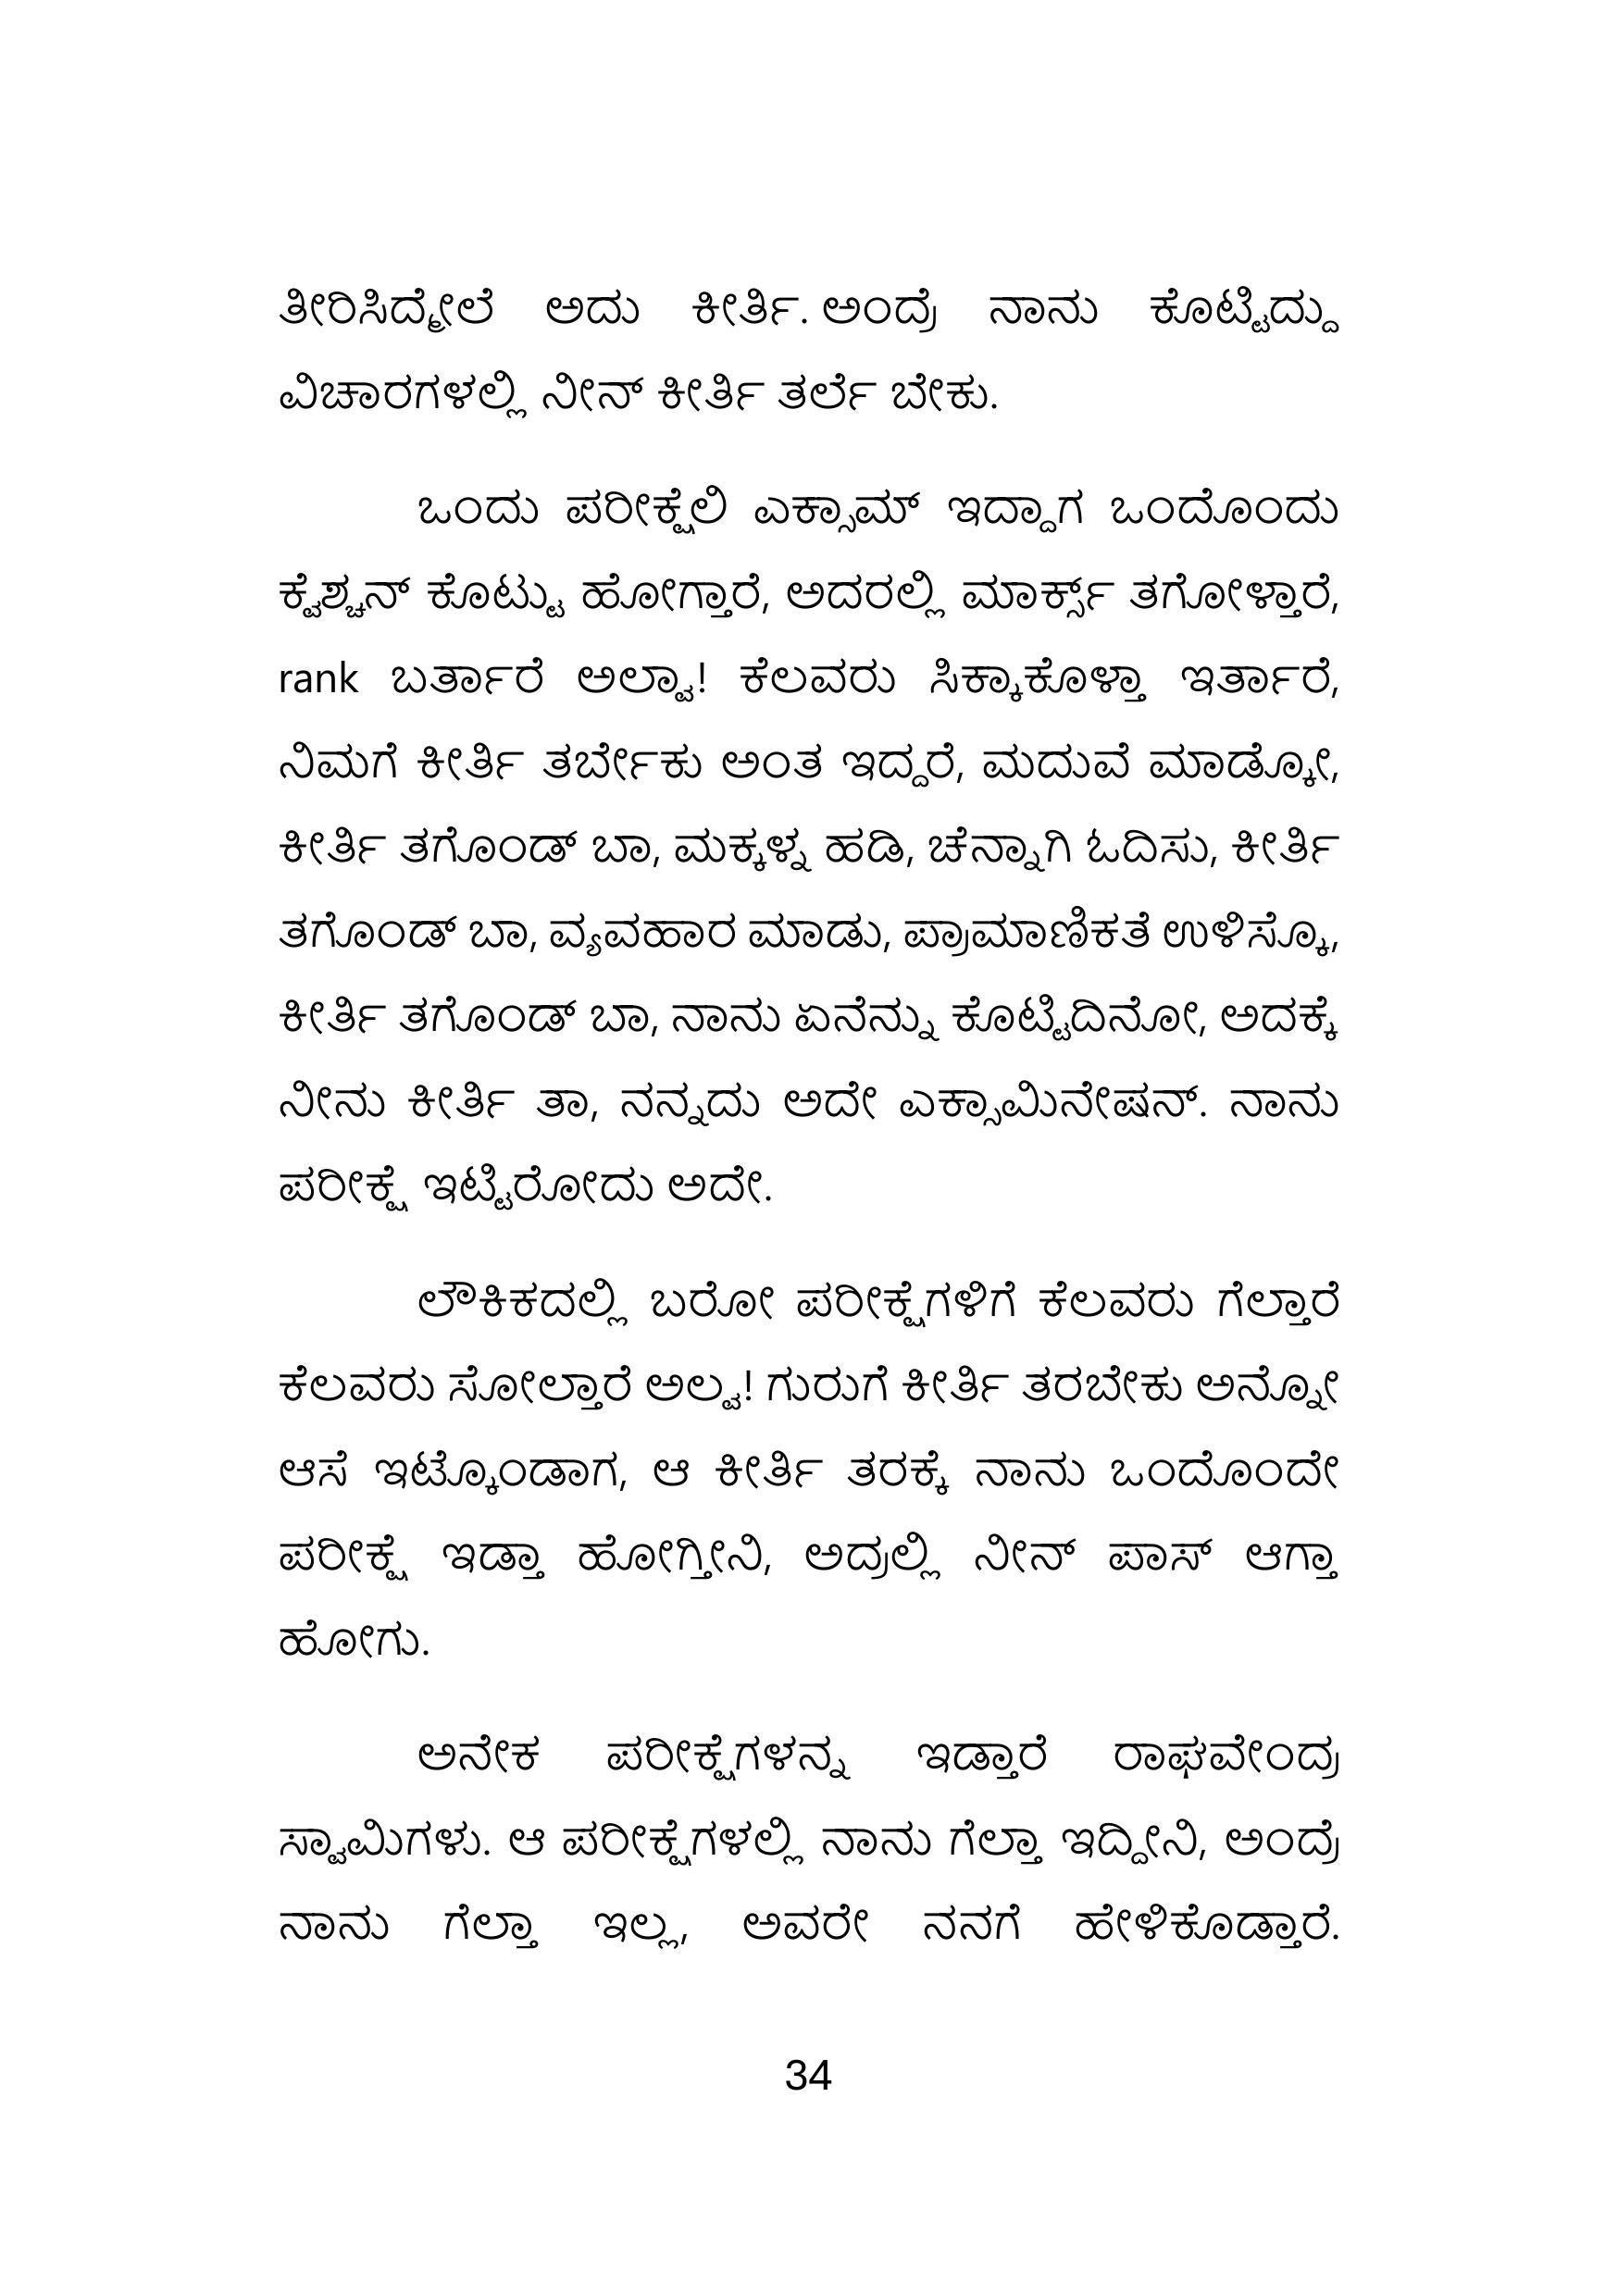 ತೀರಿಸಿದ್ಮೇಲೆ ಅದು ಕೀರ್ತಿ. ಅಂದ್ರೆ ನಾನು ಕೊಟ್ಟಿದ್ದು
ವಿಚಾರಗಳಲ್ಲಿ ನೀನ್ ಕೀರ್ತಿ ತರ್ಲೆ ಬೇಕು.
ಒಂದು ಪರೀಕ್ಷೆಲಿ ಎಕ್ಸಾಮ್ ಇದ್ದಾಗ ಒಂದೊಂದು
ಕ್ವೆಶ್ಚನ್ ಕೊಟ್ಟು ಹೋಗ್ತಾರೆ, ಅದರಲ್ಲಿ ಮಾರ್ಕ್ಸ್ ತಗೋಳ್ತಾರೆ,
rank ಬರ್ತಾರೆ ಅಲ್ವಾ! ಕೆಲವರು ಸಿಕ್ಕಾಕೊಳ್ತಾ ಇರ್ತಾರೆ,
ನಿಮಗೆ ಕೀರ್ತಿ ತರ್ಬೇಕು ಅಂತ ಇದ್ದರೆ, ಮದುವೆ ಮಾಡ್ಕೋ,
ಕೀರ್ತಿ ತಗೊಂಡ್ ಬಾ, ಮಕ್ಕಳ್ನ ಹಡಿ, ಚೆನ್ನಾಗಿ ಓದಿಸು, ಕೀರ್ತಿ
ತಗೊಂಡ್ ಬಾ, ವ್ಯವಹಾರ ಮಾಡು, ಪ್ರಾಮಾಣಿಕತೆ ಉಳಿಸ್ಕೊ,
ಕೀರ್ತಿ ತಗೊಂಡ್ ಬಾ, ನಾನು ಏನೆನ್ನು ಕೊಟ್ಟಿದಿನೋ, ಅದಕ್ಕೆ
ನೀನು ಕೀರ್ತಿ ತಾ, ನನ್ನದು ಅದೇ ಎಕ್ಸಾಮಿನೇಷನ್. ನಾನು
ಪರೀಕ್ಷೆ ಇಟ್ಟಿರೋದು ಅದೇ.
ಲೌಕಿಕದಲ್ಲಿ ಬರೋ ಪರೀಕ್ಷೆಗಳಿಗೆ ಕೆಲವರು ಗೆಲ್ತಾರೆ
ಕೆಲವರು ಸೋಲ್ತಾರೆ ಅಲ್ವ! ಗುರುಗೆ ಕೀರ್ತಿ ತರಬೇಕು ಅನ್ನೋ
ಆಸೆ ಇಟ್ಕೊಂಡಾಗ, ಆ ಕೀರ್ತಿ ತರಕ್ಕೆ ನಾನು ಒಂದೊಂದೇ
ಪರೀಕ್ಷೆ ಇಡ್ತಾ ಹೋಗ್ತೀನಿ, ಅದ್ರಲ್ಲಿ ನೀನ್ ಪಾಸ್ ಆಗ್ತಾ
ಹೋಗು.
ಅನೇಕ ಪರೀಕ್ಷೆಗಳನ್ನ ಇಡ್ತಾರೆ ರಾಘವೇಂದ್ರ
ಸ್ವಾಮಿಗಳು. ಆ ಪರೀಕ್ಷೆಗಳಲ್ಲಿ ನಾನು ಗೆಲ್ತಾ ಇದ್ದೀನಿ, ಅಂದ್ರೆ
ನಾನು ಗೆಲ್ತಾ ಇಲ್ಲ, ಅವರೇ ನನಗೆ ಹೇಳಿಕೊಡ್ತಾರೆ.
34